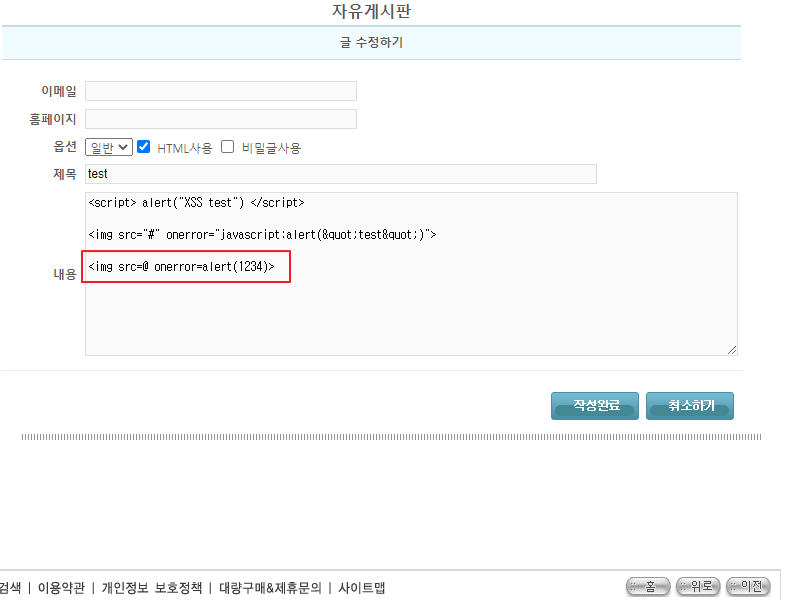 자유게시판
글 수정하기
이메일
홈페이지
옵션 일반 HTML사용 비밀글사용
제목 test
<script> alert("XSS test") </script>
<img src="#" onerror="javascript:alert(&quot;test&quot;)">
내용
<img src=@ onerror=alert(1234)>
작성완료 취소하기
검색 | 이용약관 | 개인정보 보호정책 | 대량구매&제휴문의 | 사이트맵 홈 위로 이전